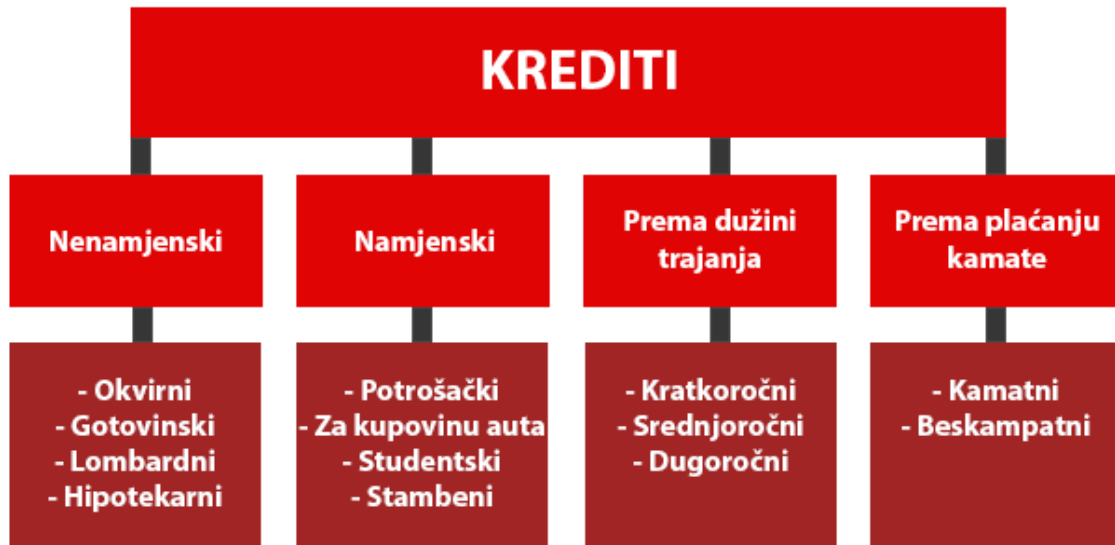 KREDITI
Nenamjenski
Namjenski
Prema dužini
trajanja
Prema plaćanju
kamate
- Okvirni
- Gotovinski
- Lombardni
- Hipotekarni
- Potrošački
- Za kupovinu auta
- Studentski
- Stambeni
- Kratkoročni
- Srednjoročni
- Dugoročni
- Kamatni
- Beskampatni